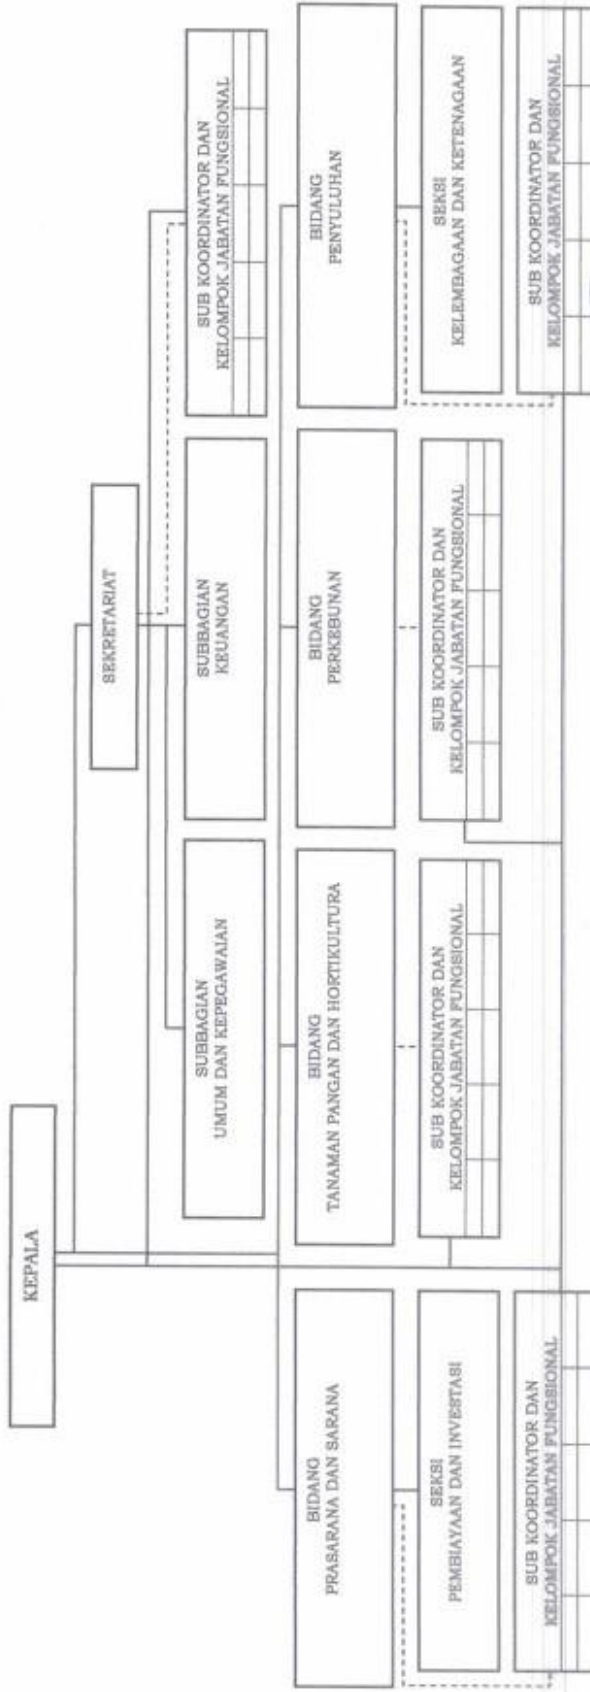 KEPALA
SEKRETARIAT
SUBBAGIAN
UMUM DAN KEPEGAWAIAN
SUBBAGIAN
KEUANGAN
SUB KOORDINATOR DAN
KELOMPOK JABATAN FUNGSIONAL
BIDANG
PRASARANA DAN SARANA
BIDANG
TANAMAN PANGAN DAN HORTIKULTURA
BIDANG
PERKEBUNAN
BIDANG
PENYULUHAN
SEKSI
PEMBIAYAAN DAN INVESTASI
SUB KOORDINATOR DAN
KELOMPOK JABATAN FUNGSIONAL
SUB KOORDINATOR DAN
KELOMPOK JABATAN FUNGSIONAL
SEKSI
KELEMBAGAAN DAN KETENAGAAN
SUB KOORDINATOR DAN
KELOMPOK JABATAN FUNGSIONAL
SUB KOORDINATOR DAN
KELOMPOK JABATAN FUNGSIONAL